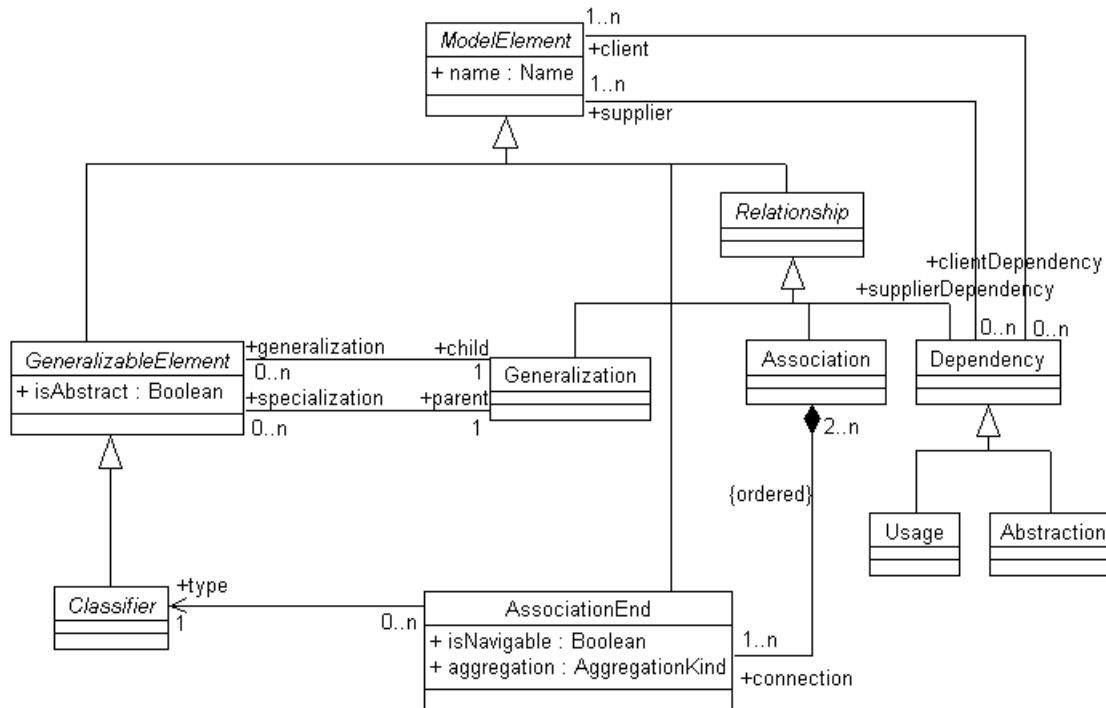 1..n
ModelElement
+client
+ name : Name
1..n
+supplier
Relationship
+clientDependency
+supplierDependency
0..n
0..n
GeneralizableElement
+ isAbstract : Boolean
+generalization
+child
0..n
1
+specialization
+parent
0..n
1
Generalization
Association
Dependency
2..n
{ordered}
Usage
Abstraction
Classifier
+type
1
0..n
AssociationEnd
+ isNavigable : Boolean
+ aggregation : AggregationKind
1..n
+connection